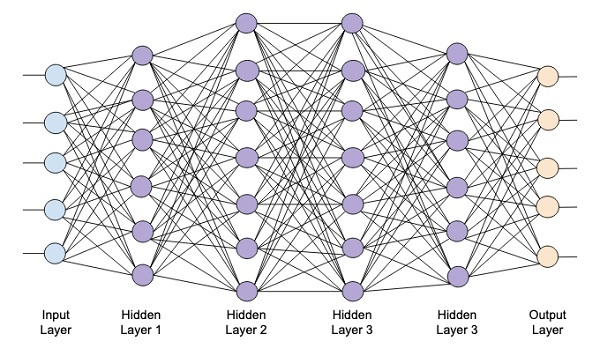 Input
Layer
Hidden
Layer 1
Hidden
Layer 2
Hidden
Layer 3
Hidden
Layer 3
Output
Layer